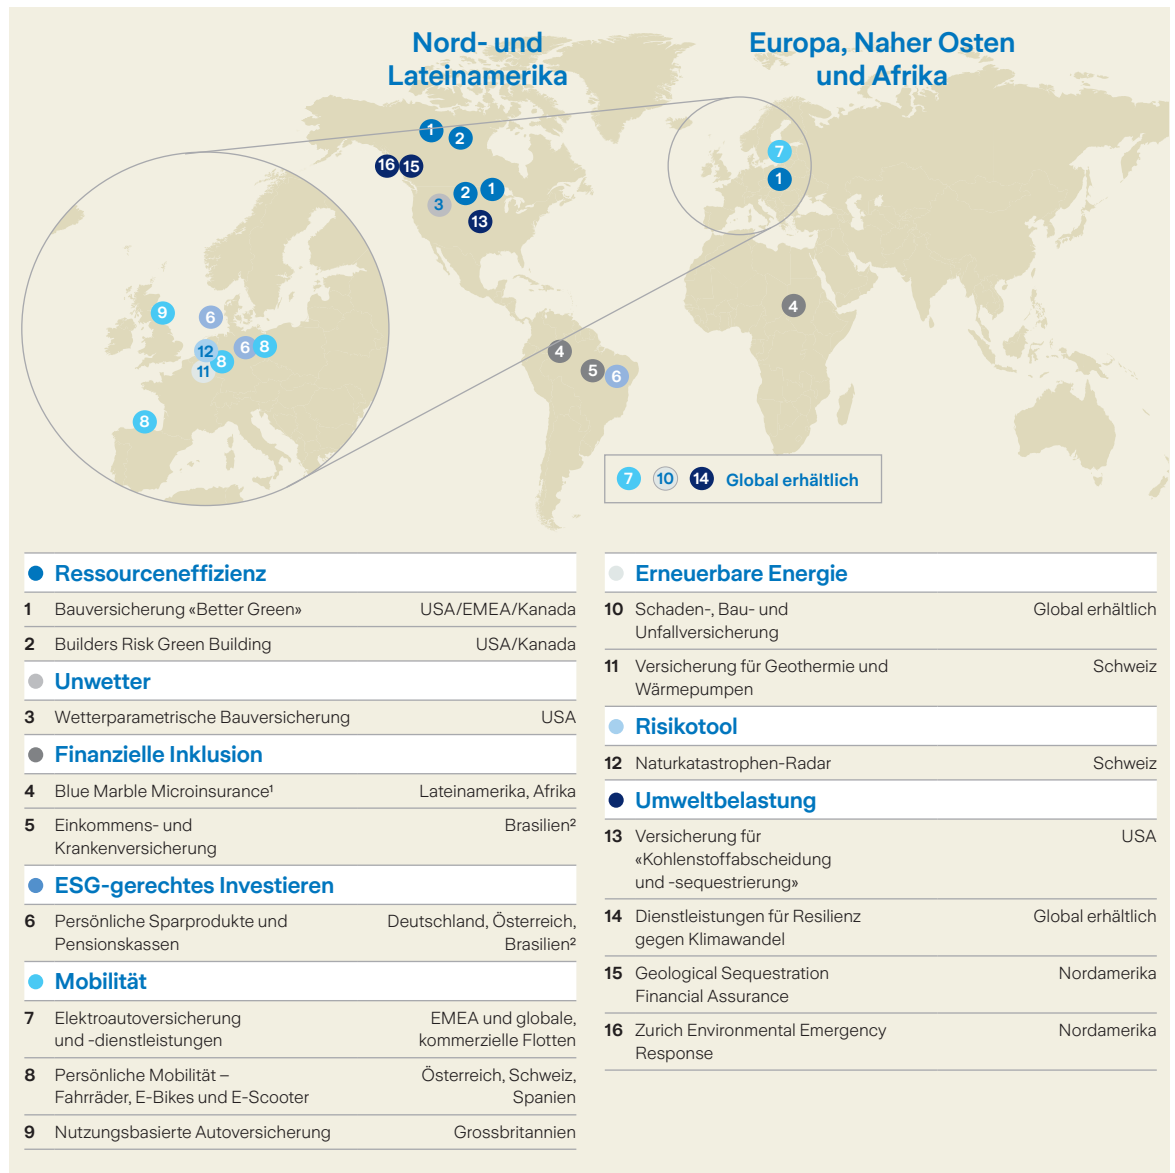 Nord- und
Lateinamerika
Europa, Naher Osten
und Afrika
1
2
16
15
2
1
3
13
7
1
4
4
5
6
9
6
12
8
6
8
11
8
7
10
14
Global erhältlich
Ressourceneffizienz
1 Bauversicherung «Better Green» USA/EMEA/Kanada
2 Builders Risk Green Building USA/Kanada
Unwetter
3 Wetterparametrische Bauversicherung USA
Finanzielle Inklusion
4 Blue Marble Microinsurance¹ Lateinamerika, Afrika
5 Einkommens- und Brasilien²
Krankenversicherung
ESG-gerechtes Investieren
6 Persönliche Sparprodukte und Deutschland, Österreich,
Pensionskassen Brasilien²
Mobilität
7 Elektroautoversicherung EMEA und globale,
und -dienstleistungen kommerzielle Flotten
8 Persönliche Mobilität – Österreich, Schweiz,
Fahrräder, E-Bikes und E-Scooter Spanien
9 Nutzungsbasierte Autoversicherung Grossbritannien
Erneuerbare Energie
10 Schaden-, Bau- und Global erhältlich
Unfallversicherung
11 Versicherung für Geothermie und Schweiz
Wärmepumpen
Risikotool
12 Naturkatastrophen-Radar Schweiz
Umweltbelastung
13 Versicherung für USA
«Kohlenstoffabscheidung
und -sequestrierung»
14 Dienstleistungen für Resilienz Global erhältlich
gegen Klimawandel
15 Geological Sequestration Nordamerika
Financial Assurance
16 Zurich Environmental Emergency Nordamerika
Response